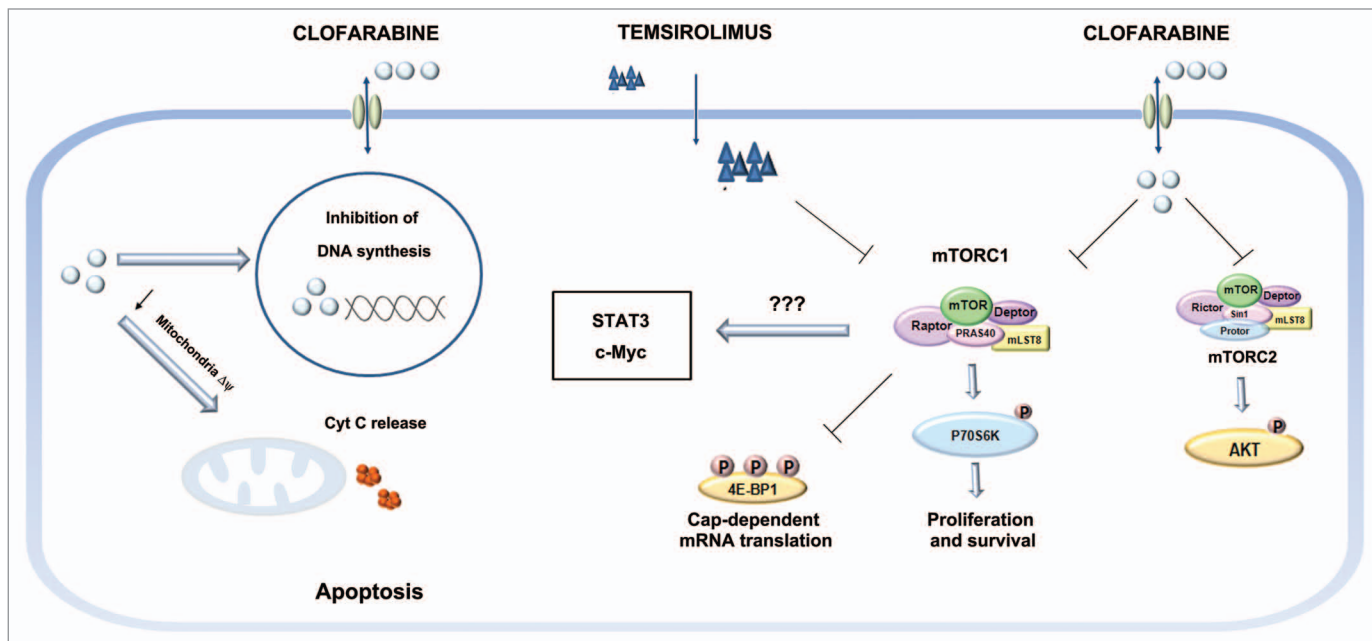 CLOFARABINE
TEMSIROLIMUS
CLOFARABINE
Inhibition of
DNA synthesis
Mitochondria Δψ
Cyt C release
Apoptosis
???
STAT3
c-Myc
mTORC1
mTOR
Deptor
Raptor
PRAS40
mLST8
P
P70S6K
Proliferation
and survival
P P P
4E-BP1
Cap-dependent
mRNA translation
mTOR
Deptor
Rictor
Sin1
mLST8
Protor
mTORC2
P
AKT